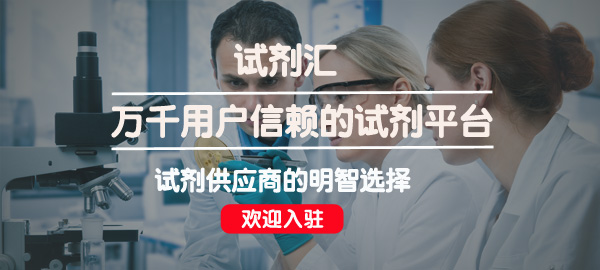 试剂汇
万千用户信赖的试剂平台
试剂供应商的明智选择
欢迎入驻